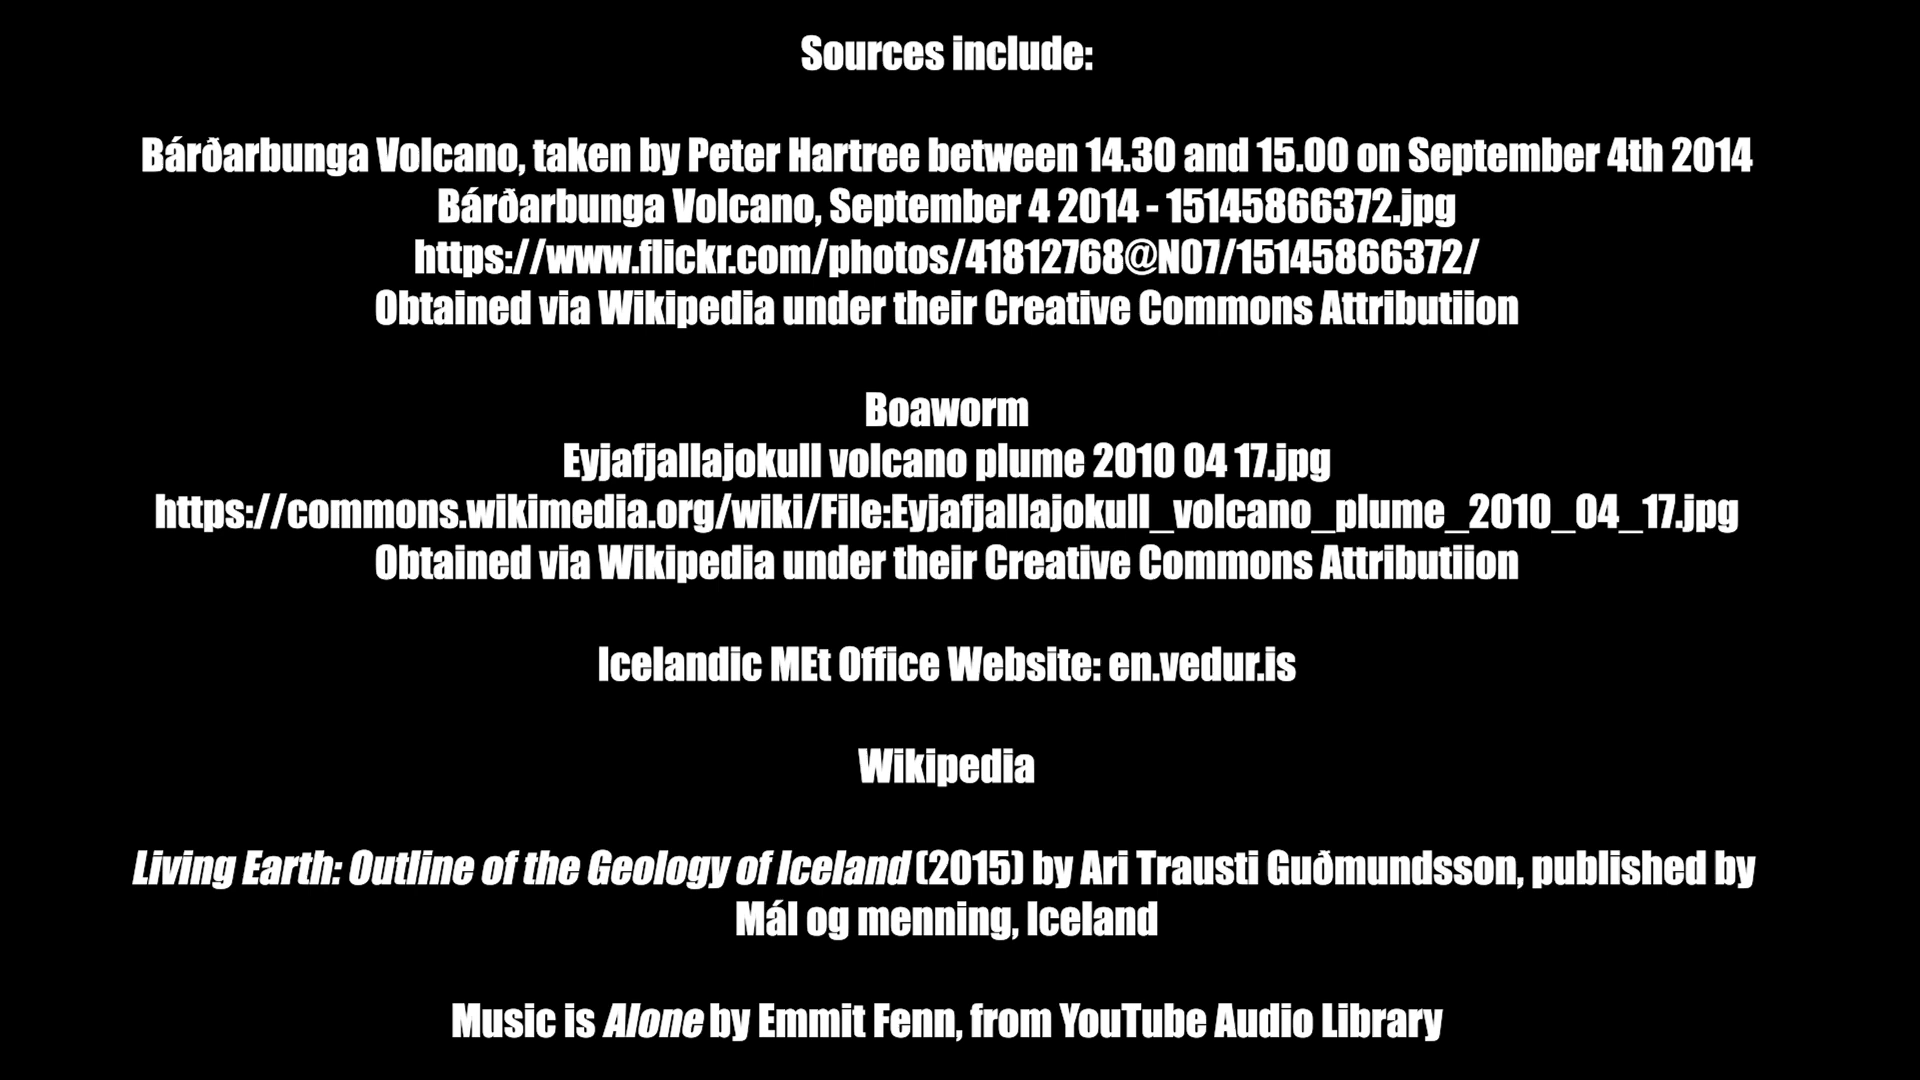 Sources include:
Bárðarbunga Volcano, taken by Peter Hartree between 14.30 and 15.00 on September 4th 2014
Bárðarbunga Volcano, September 4 2014 - 15145866372.jpg
https://www.flickr.com/photos/41812768@N07/15145866372/
Obtained via Wikipedia under their Creative Commons Attributiion
Boaworm
Eyjafjallajokull volcano plume 2010 04 17.jpg
https://commons.wikimedia.org/wiki/File:Eyjafjallajokull_volcano_plume_2010_04_17.jpg
Obtained via Wikipedia under their Creative Commons Attributiion
Icelandic MEt Office Website: en.vedur.is
Wikipedia
Living Earth: Outline of the Geology of Iceland (2015) by Ari Trausti Guðmundsson, published by
Mál og menning, Iceland
Music is Alone by Emmit Fenn, from YouTube Audio Library